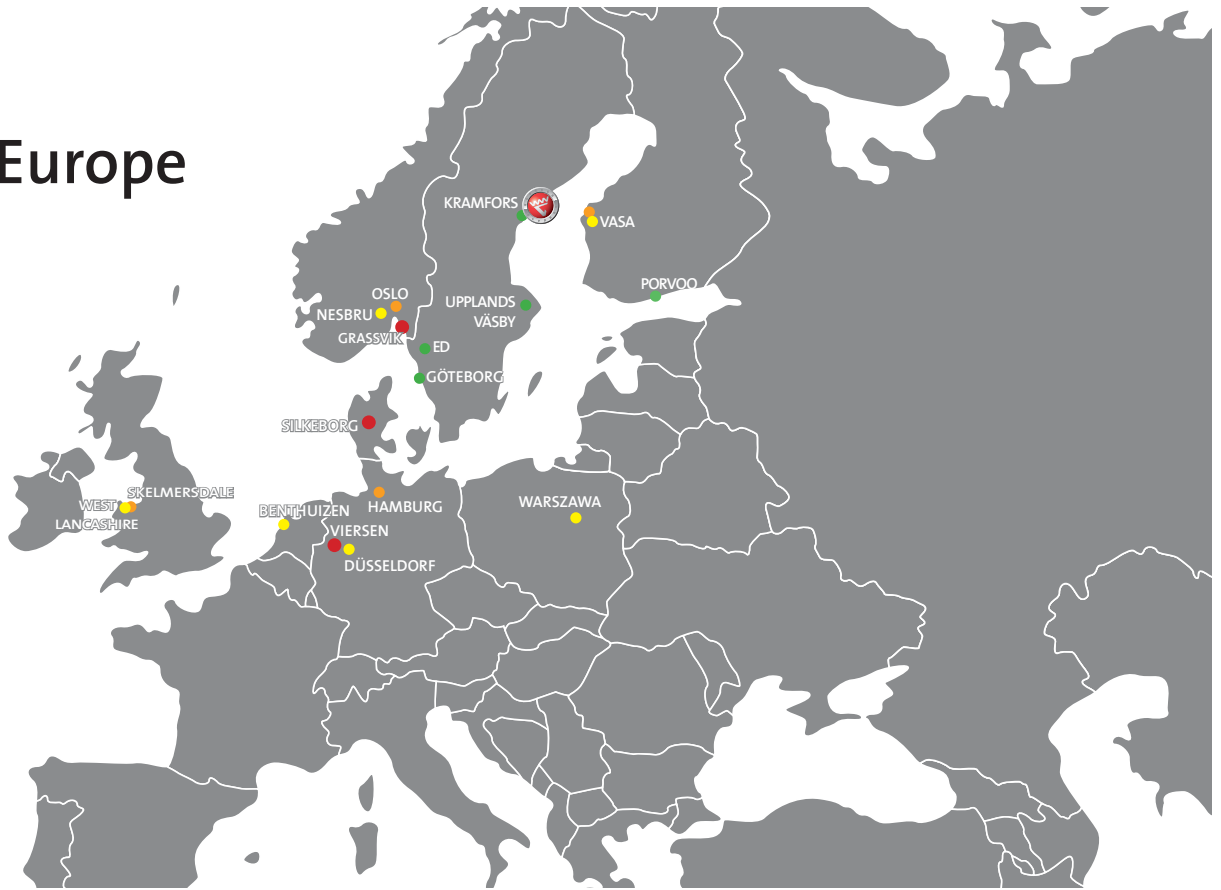 Europe
KRAMFORS
VASA
PORVOO
OSLO
UPPLANDS
VÄSBY
NESBRU
GRASSVIK
ED
GÖTEBORG
SILKEBORG
SKELMERSDALE
WEST
LANCASHIRE
BENTHUIZEN
HAMBURG
WARSZAWA
VIERSEN
DÜSSELDORF